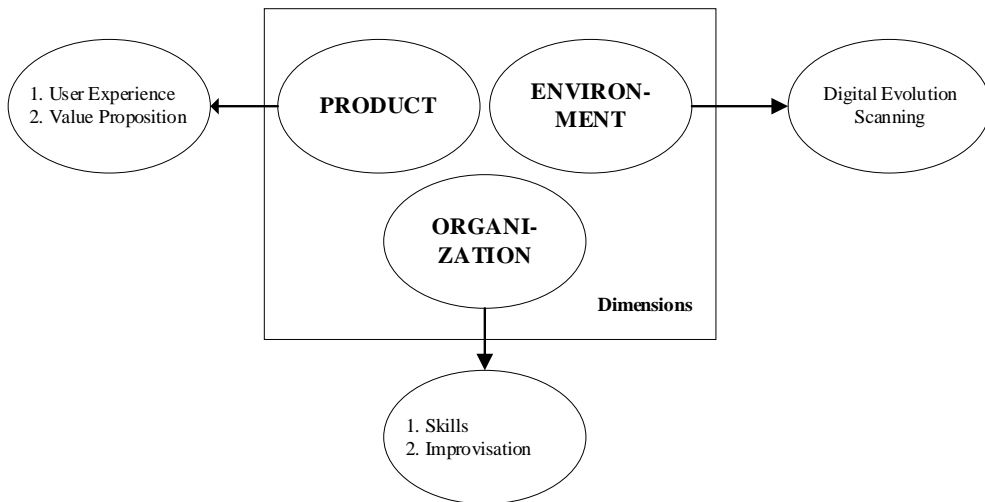 1. User Experience
2. Value Proposition
PRODUCT
ENVIRON-
MENT
Digital Evolution
Scanning
ORGANI-
ZATION
Dimensions
1. Skills
2. Improvisation